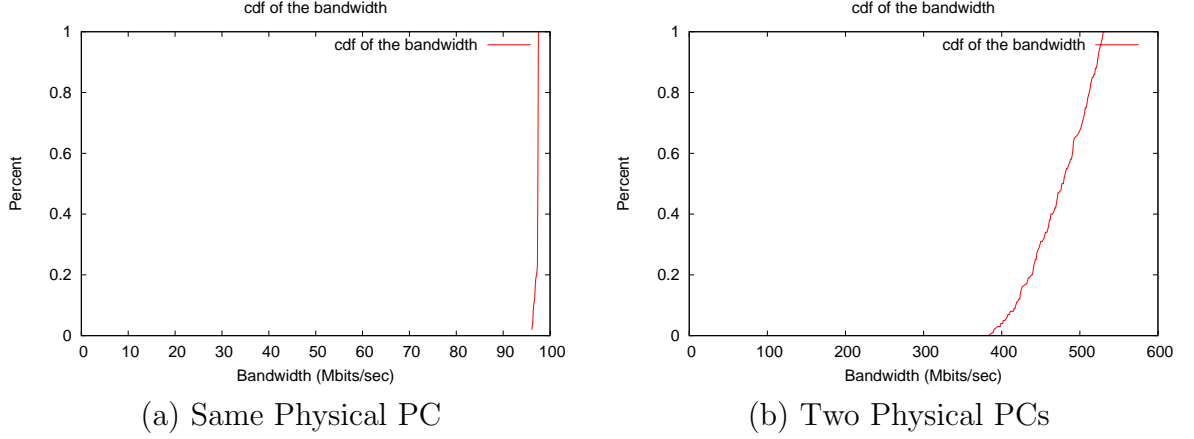 cdf of the bandwidth
1
cdf of the bandwidth
0.8
0.6
Percent
0.4
0.2
0
0 10 20 30 40 50 60 70 80 90 100
Bandwidth (Mbits/sec)
(a) Same Physical PC
cdf of the bandwidth
1
cdf of the bandwidth
0.8
0.6
Percent
0.4
0.2
0
0 100 200 300 400 500 600
Bandwidth (Mbits/sec)
(b) Two Physical PCs